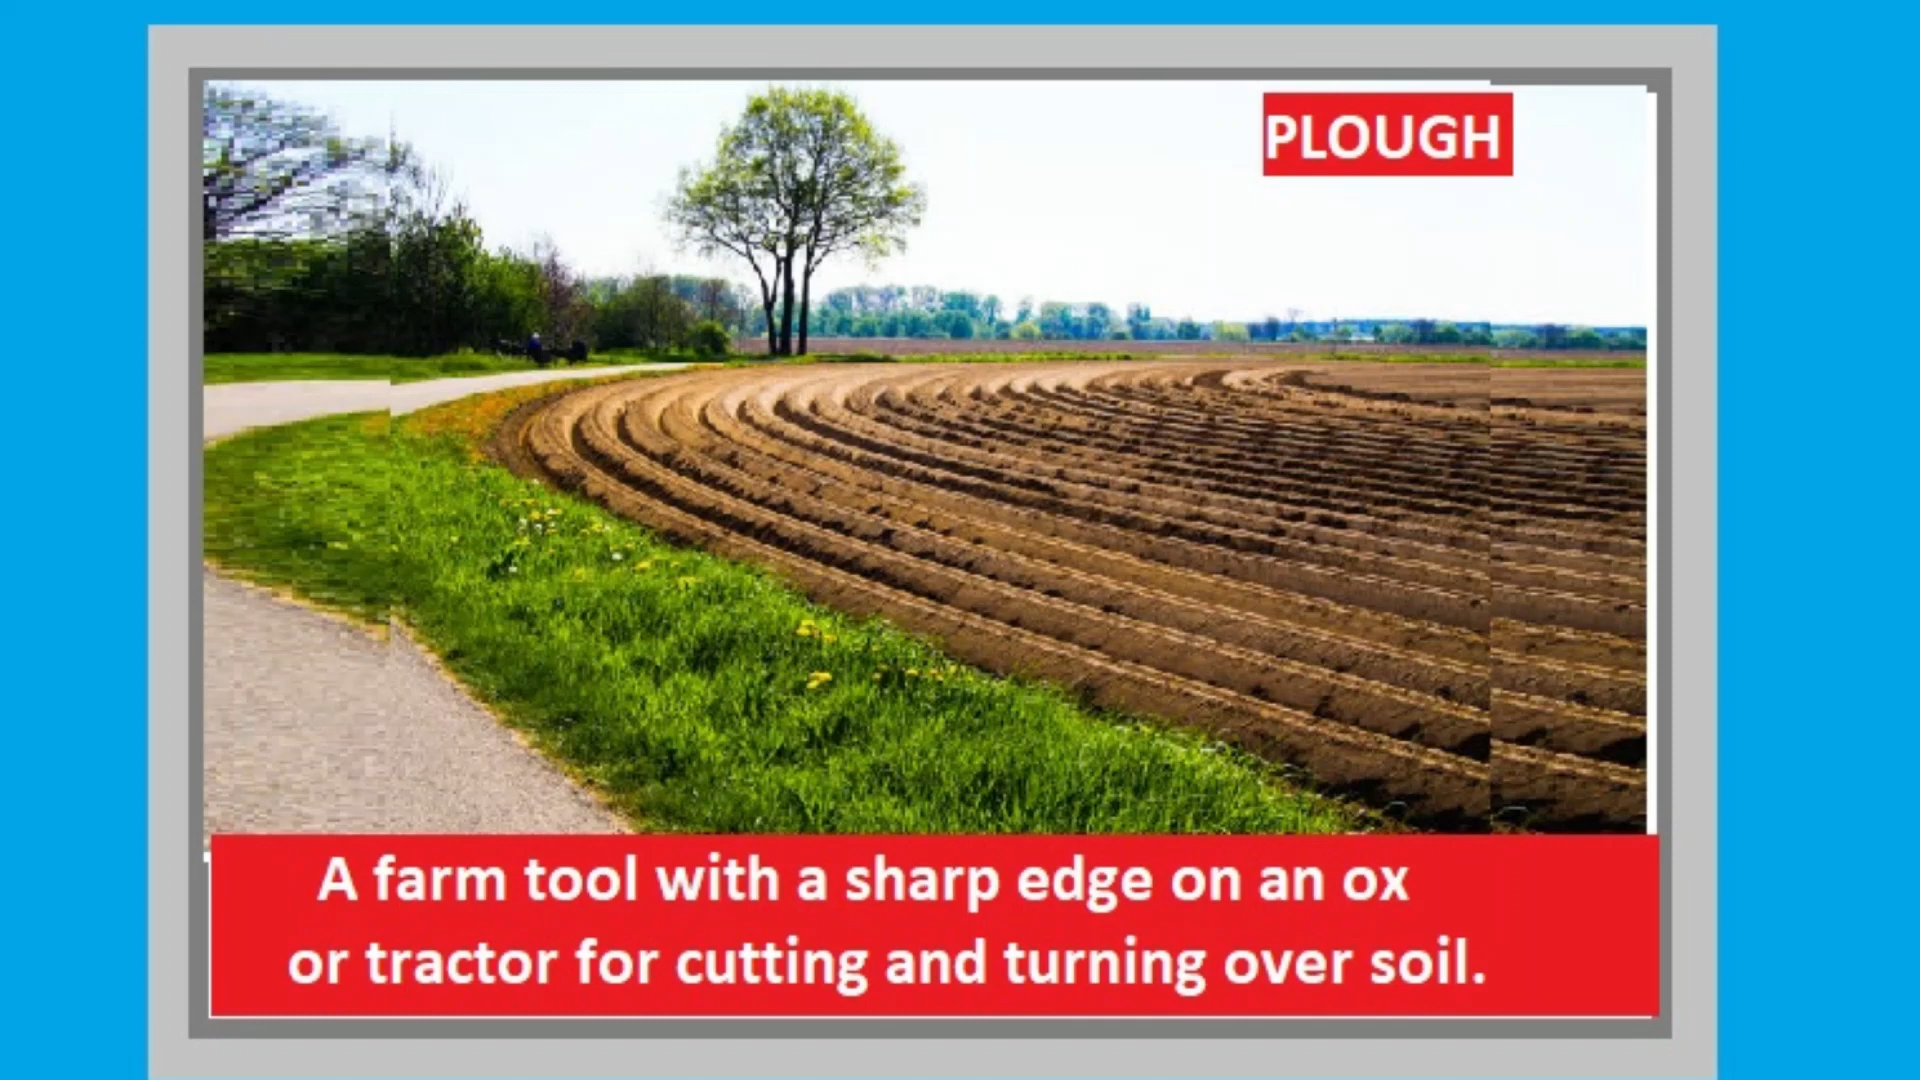 PLOUGH
A farm tool with a sharp edge on an ox
or tractor for cutting and turning over soil.